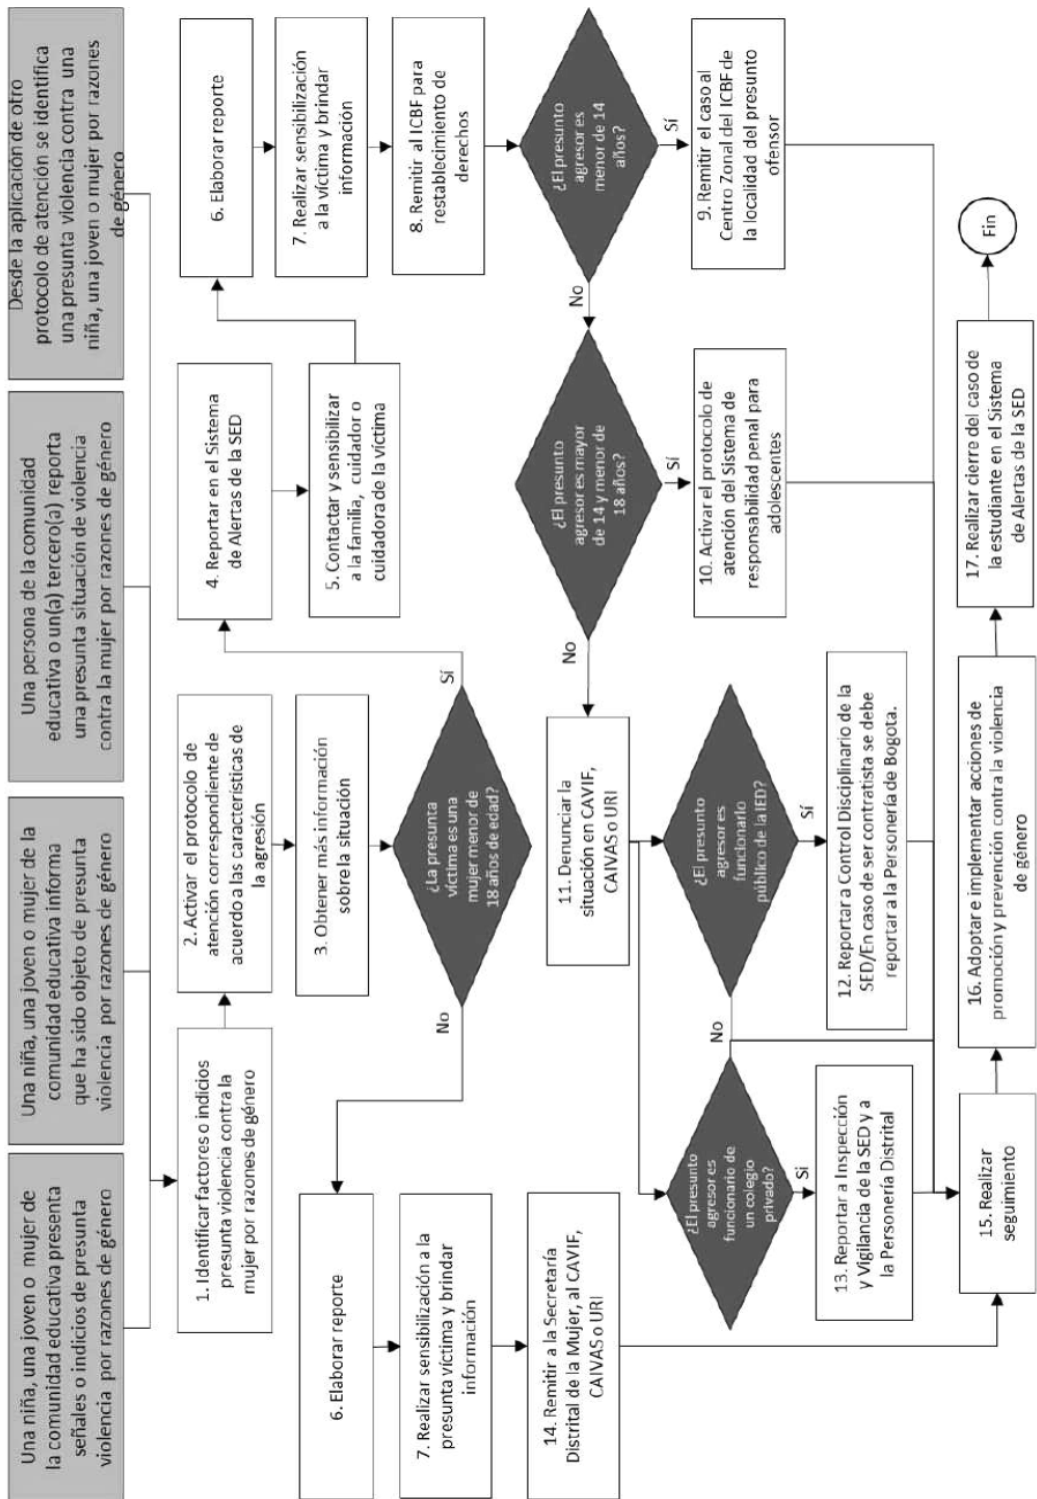 Una niña, una joven o mujer de
la comunidad educativa presenta
señales o indicios de presunta
violencia por razones de género
Una niña, una joven o mujer de la
comunidad educativa informa
que ha sido objeto de presunta
violencia por razones de género
Una persona de la comunidad
educativa o un(a) tercero(a) reporta
una presunta situación de violencia
contra la mujer por razones de género
Desde la aplicación de otro
protocolo de atención se identifica
una presunta violencia contra una
niña, una joven o mujer por razones
de género
1. Identificar factores o indicios
presunta violencia contra la
mujer por razones de género
2. Activar el protocolo de
atención correspondiente de
acuerdo a las características de
la agresión
3. Obtener más información
sobre la situación
¿La presunta
víctima es una
mujer menor de
18 años de edad?
Sí
No
4. Reportar en el Sistema
de Alertas de la SED
5. Contactar y sensibilizar
a la familia, cuidador o
cuidadora de la víctima
6. Elaborar reporte
7. Realizar sensibilización
a la víctima y brindar
información
8. Remitir al ICBF para
restablecimiento de
derechos
¿El presunto
agresor es
menor de 14
años?
Sí
No
9. Remitir el caso al
Centro Zonal del ICBF de
la localidad del presunto
ofensor
¿El presunto
agresor es mayor
de 14 y menor de
18 años?
Sí
No
10. Activar el protocolo de
atención del Sistema de
responsabilidad penal para
adolescentes
6. Elaborar reporte
7. Realizar sensibilización a la
presunta víctima y brindar
información
14. Remitir a la Secretaría
Distrital de la Mujer, al CAVIF,
CAIVAS o URI
11. Denunciar la
situación en CAVIF,
CAIVAS O URI
¿El presunto
agresor es
funcionario
público de la IED?
Sí
No
12. Reportar a Control Disciplinario de la
SED/En caso de ser contratista se debe
reportar a la Personería de Bogota.
¿El presunto
agresor es
funcionario de
un colegio
privado?
Sí
13. Reportar a Inspección
y Vigilancia de la SED y a
la Personería Distrital
15. Realizar
seguimiento
16. Adoptar e implementar acciones de
promoción y prevención contra la violencia
de género
17. Realizar cierre del caso de
la estudiante en el Sistema
de Alertas de la SED
Fin